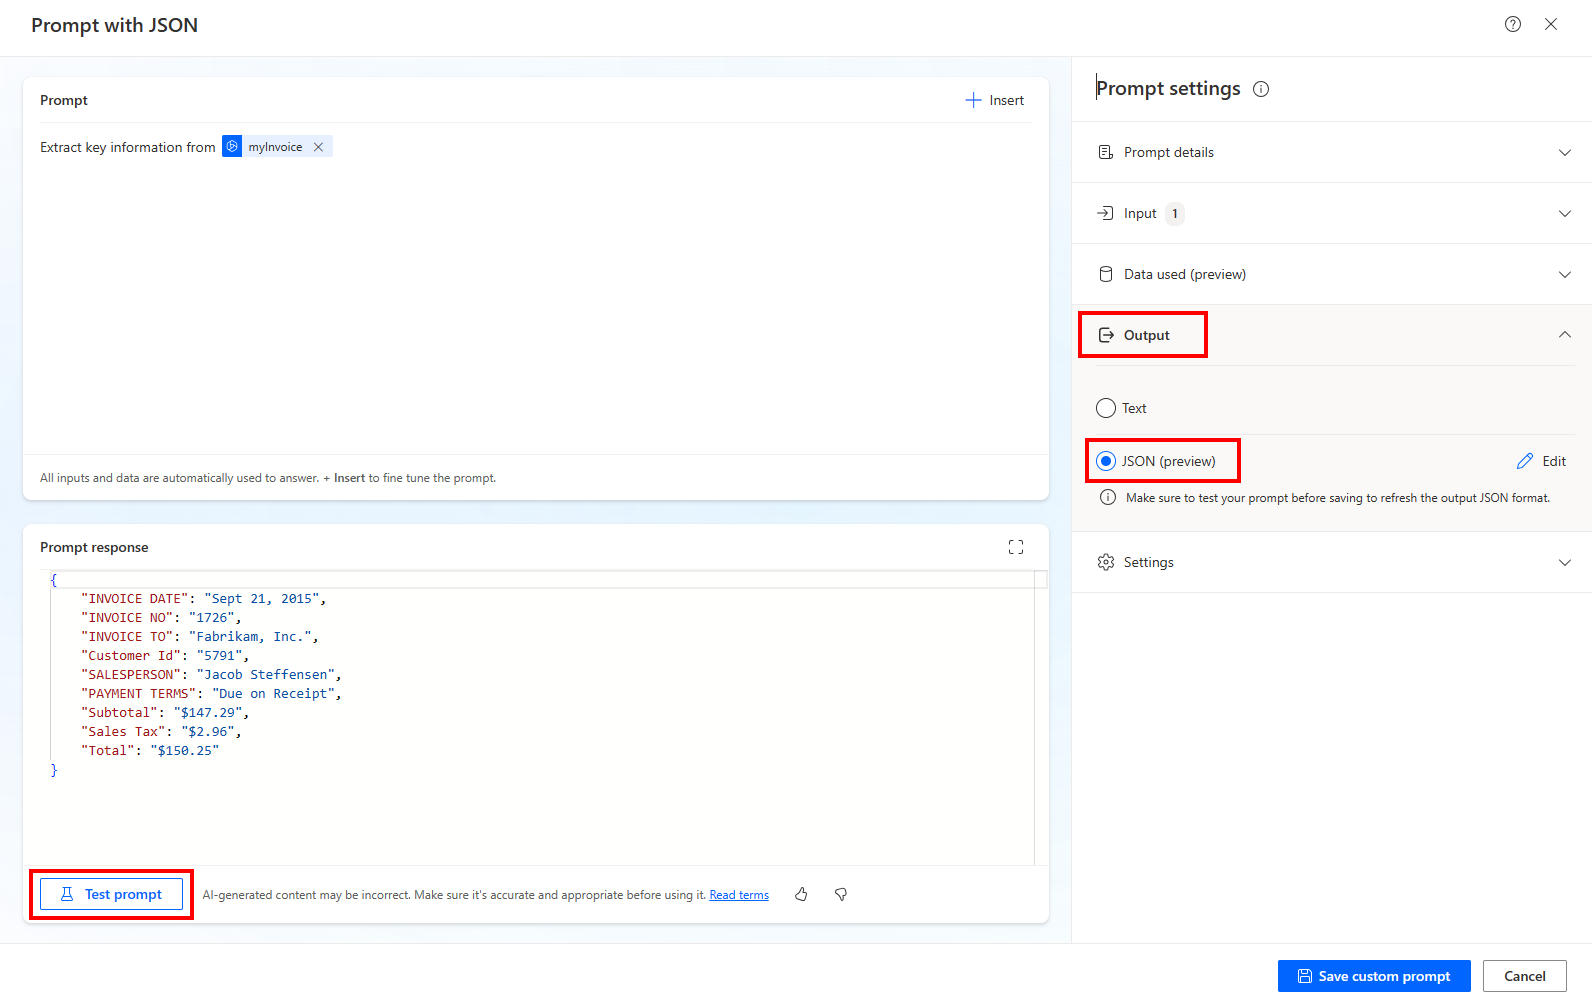 Prompt with JSON
Prompt
Insert
Extract key information from myInvoice
All inputs and data are automatically used to answer. + Insert to fine tune the prompt.
Prompt response
{
"INVOICE DATE": "Sept 21, 2015",
"INVOICE NO": "1726",
"INVOICE TO": "Fabrikam, Inc.",
"Customer Id": "5791",
"SALESPERSON": "Jacob Steffensen",
"PAYMENT TERMS": "Due on Receipt",
"Subtotal": "$147.29",
"Sales Tax": "$2.96",
"Total": "$150.25"
}
Test prompt
AI-generated content may be incorrect. Make sure it's accurate and appropriate before using it. Read terms
Prompt settings
Prompt details
Input 1
Data used (preview)
Output
Text
JSON (preview)
Edit
Make sure to test your prompt before saving to refresh the output JSON format.
Settings
Save custom prompt
Cancel